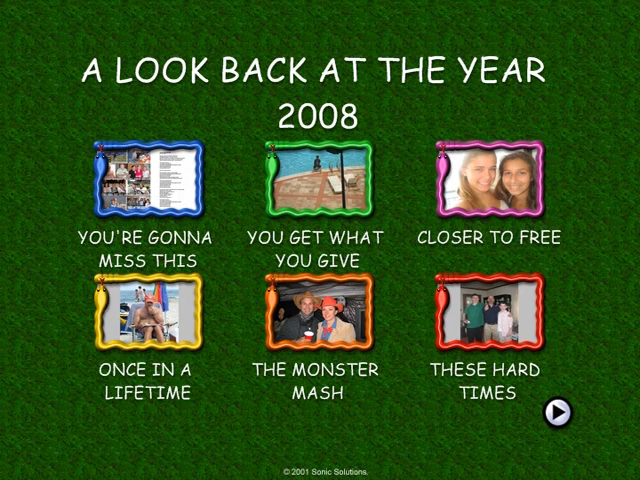 A LOOK BACK AT THE YEAR
2008
YOU'RE GONNA
MISS THIS
YOU GET WHAT
YOU GIVE
CLOSER TO FREE
ONCE IN A
LIFETIME
THE MONSTER
MASH
THESE HARD
TIMES
© 2001 Sonic Solutions.